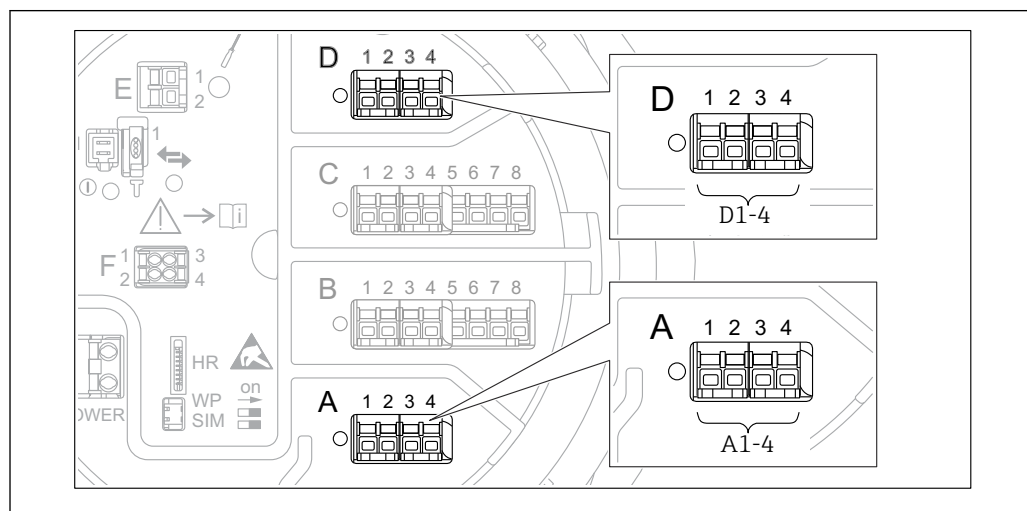 D 1 2 3 4
E 1
2
1
C 1 2 3 4 5 6 7 8
i
F 1 3
2 4
B 1 2 3 4 5 6 7 8
HR
WP on
SIM
OWER
A 1 2 3 4
D 1 2 3 4
D1-4
A 1 2 3 4
A1-4